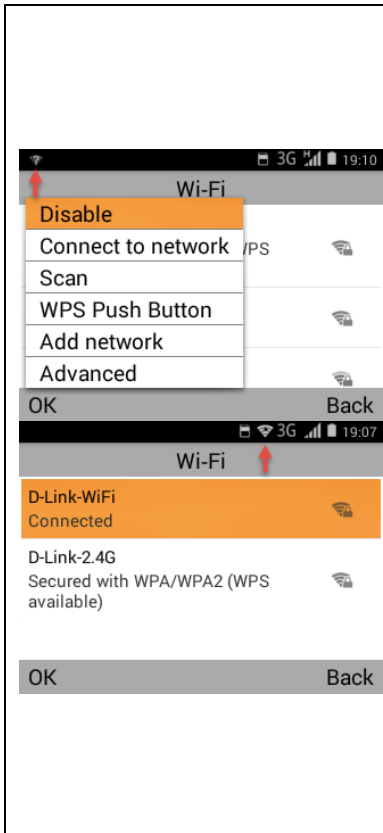 3G H 19:10
Wi-Fi
Disable
Connect to network
/PS
Scan
WPS Push Button
Add network
Advanced
OK Back
3G 19:07
Wi-Fi
D-Link-WiFi
Connected
D-Link-2.4G
Secured with WPA/WPA2 (WPS
available)
OK Back